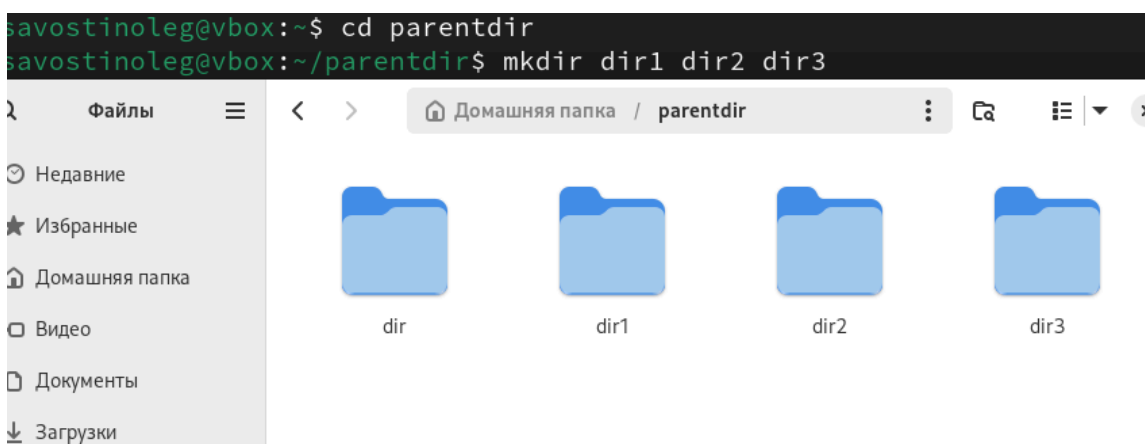 savostinoleg@vbox:~$ cd parentdir
savostinoleg@vbox:~/parentdir$ mkdir dir1 dir2 dir3
Файлы
Домашняя папка / parentdir
Недавние
Избранные
Домашняя папка
Видео
Документы
Загрузки
dir dir1 dir2 dir3